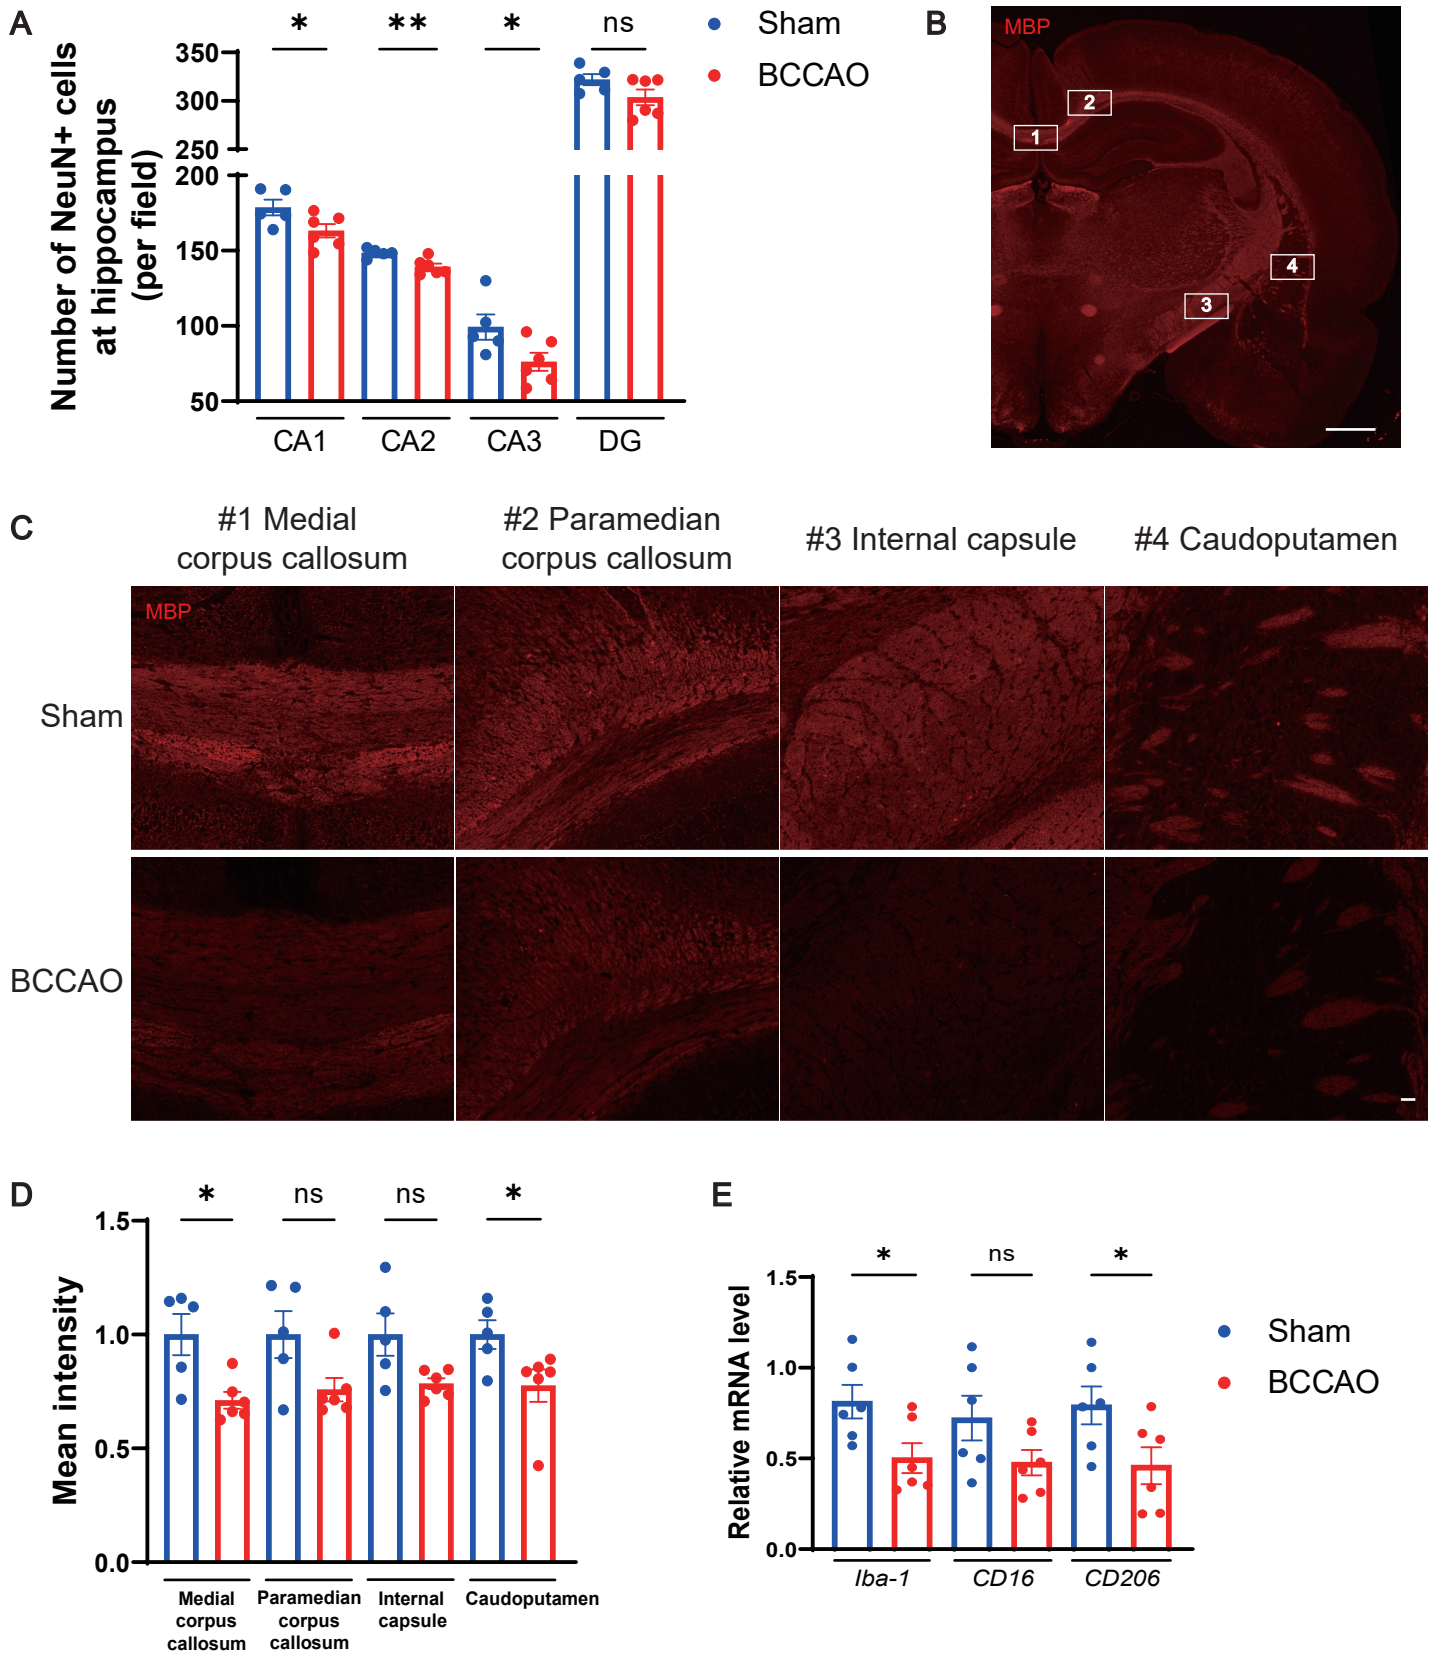 A
* ** * ns
Sham
BCCAO
Number of NeuN+ cells
at hippocampus
(per field)
350
300
250
200
150
100
50
CA1 CA2 CA3 DG
B
MBP
1
2
3
4
C
#1 Medial
corpus callosum
#2 Paramedian
corpus callosum
#3 Internal capsule
#4 Caudoputamen
MBP
Sham
BCCAO
D
* ns ns *
Mean intensity
1.5
1.0
0.5
0.0
Medial
corpus
callosum
Paramedian
corpus
callosum
Internal
capsule
Caudoputamen
E
* ns *
Relative mRNA level
1.5
1.0
0.5
0.0
Iba-1 CD16 CD206
Sham
BCCAO